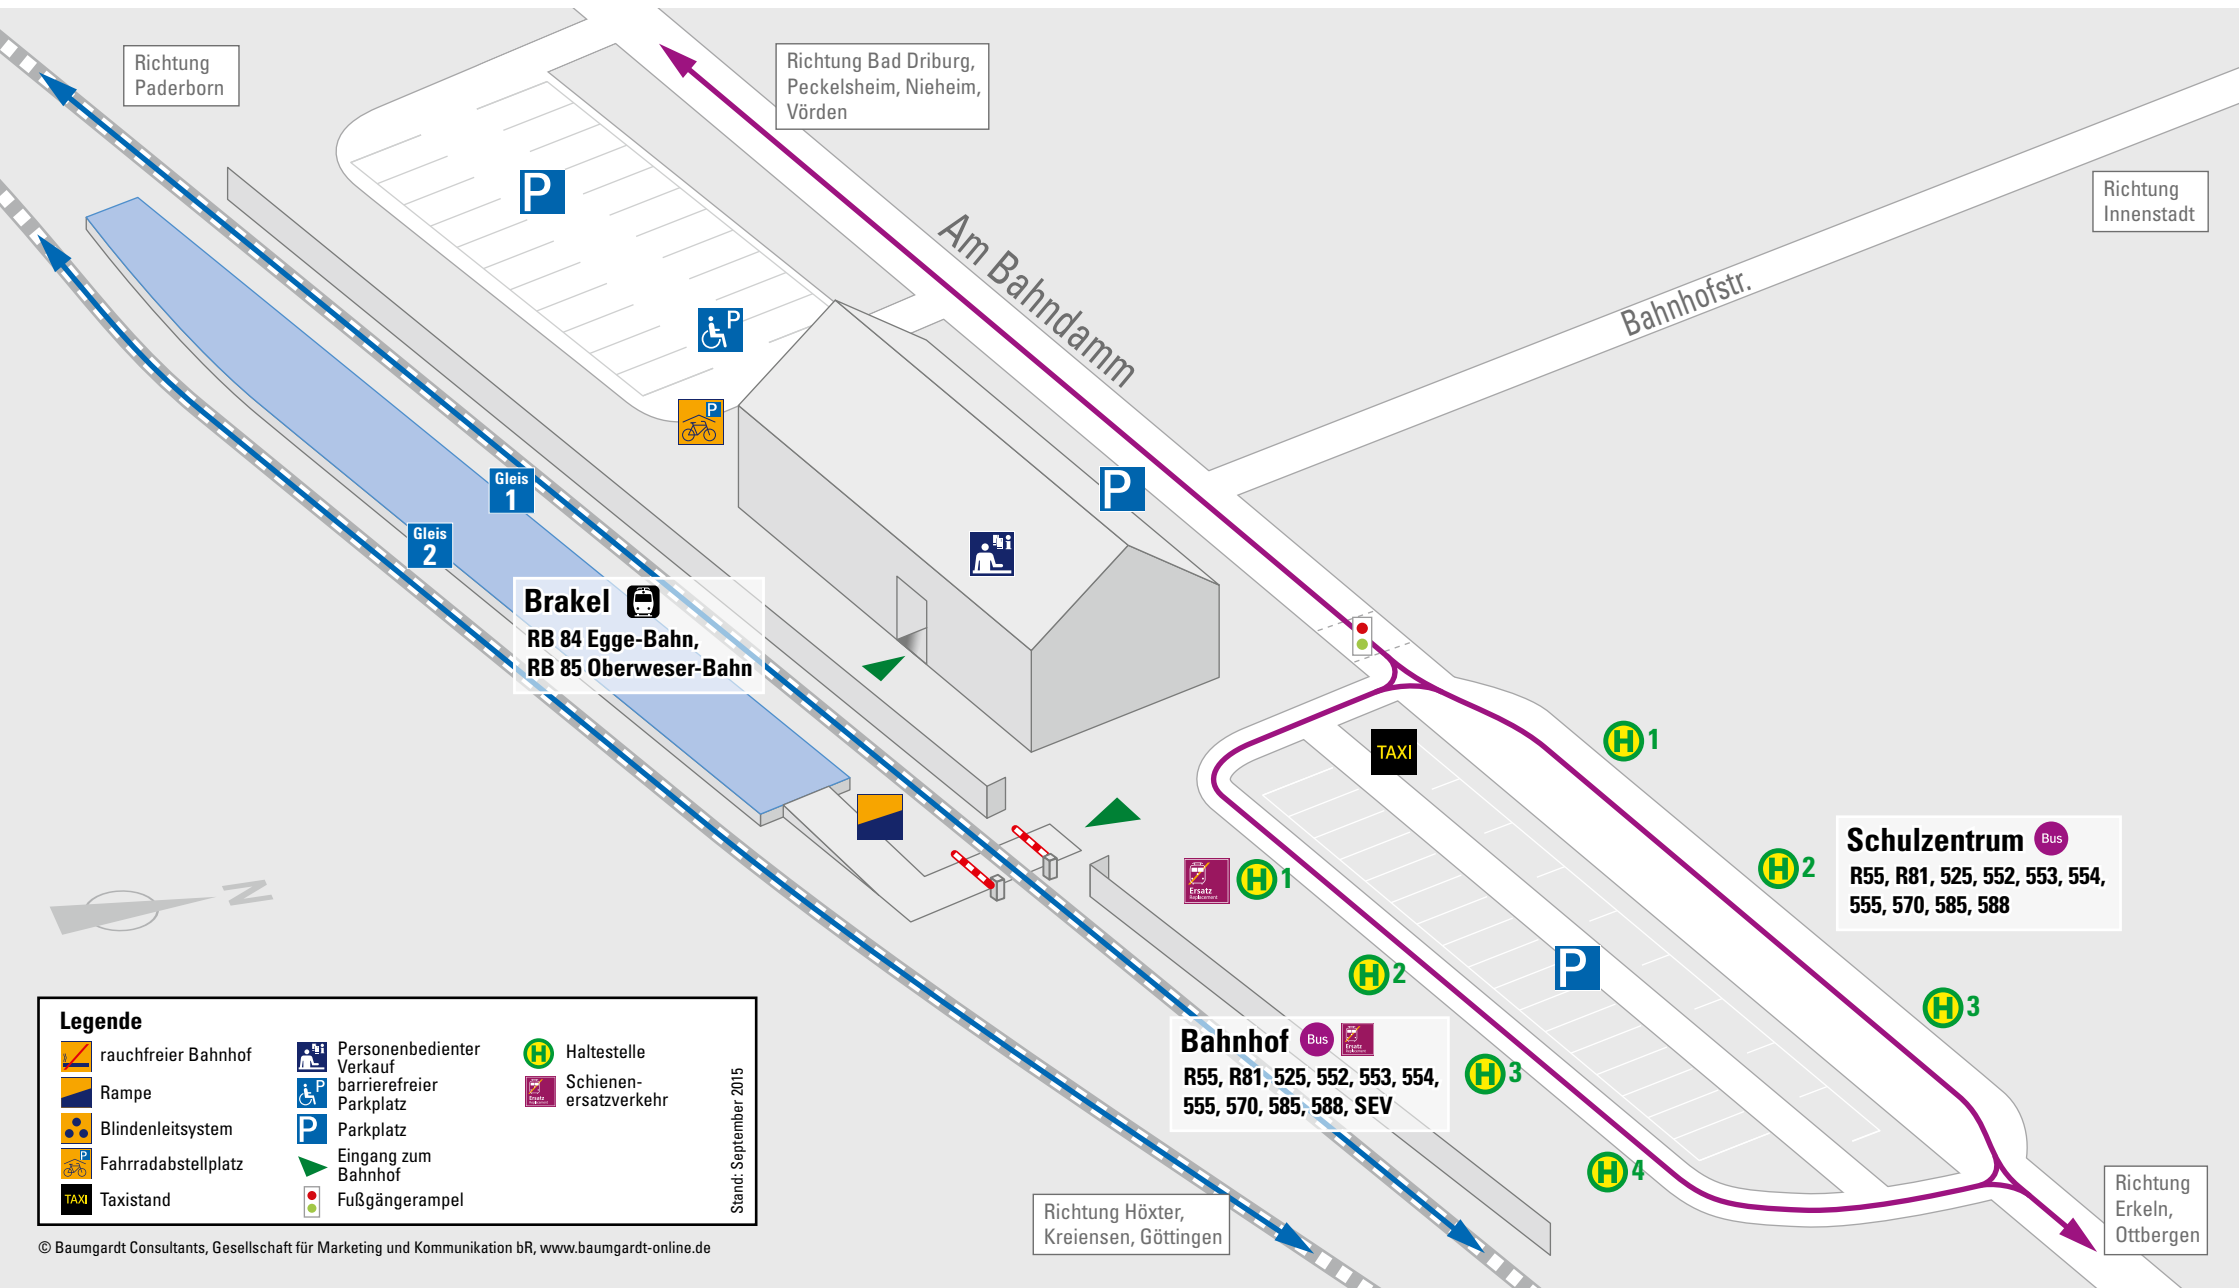 Richtung
Paderborn
Richtung Bad Driburg,
Peckelsheim, Nieheim,
Vörden
Richtung
Innenstadt
Am Bahndamm
Bahnhofstr.
P
P
P
P
Gleis
1
Gleis
2
Brakel
RB 84 Egge-Bahn,
RB 85 Oberweser-Bahn
TAXI
H 1
H 2
H 3
Schulzentrum Bus
R55, R81, 525, 552, 553, 554,
555, 570, 585, 588
Ersatz
Replacement
H 1
H 2
H 3
H 4
P
Bahnhof Bus Ersatz
R55, R81, 525, 552, 553, 554,
555, 570, 585, 588, SEV
N
Richtung Höxter,
Kreiensen, Göttingen
Richtung
Erkeln,
Ottbergen
Legende
rauchfreier Bahnhof
Rampe
Blindenleitsystem
P Fahrradabstellplatz
TAXI Taxistand
Personenbedienter
Verkauf
P barrierefreier
Parkplatz
P Parkplatz
Eingang zum
Bahnhof
Fußgängerampel
H Haltestelle
Ersatz Schienen-
ersatzverkehr
Stand: September 2015
© Baumgardt Consultants, Gesellschaft für Marketing und Kommunikation bR, www.baumgardt-online.de